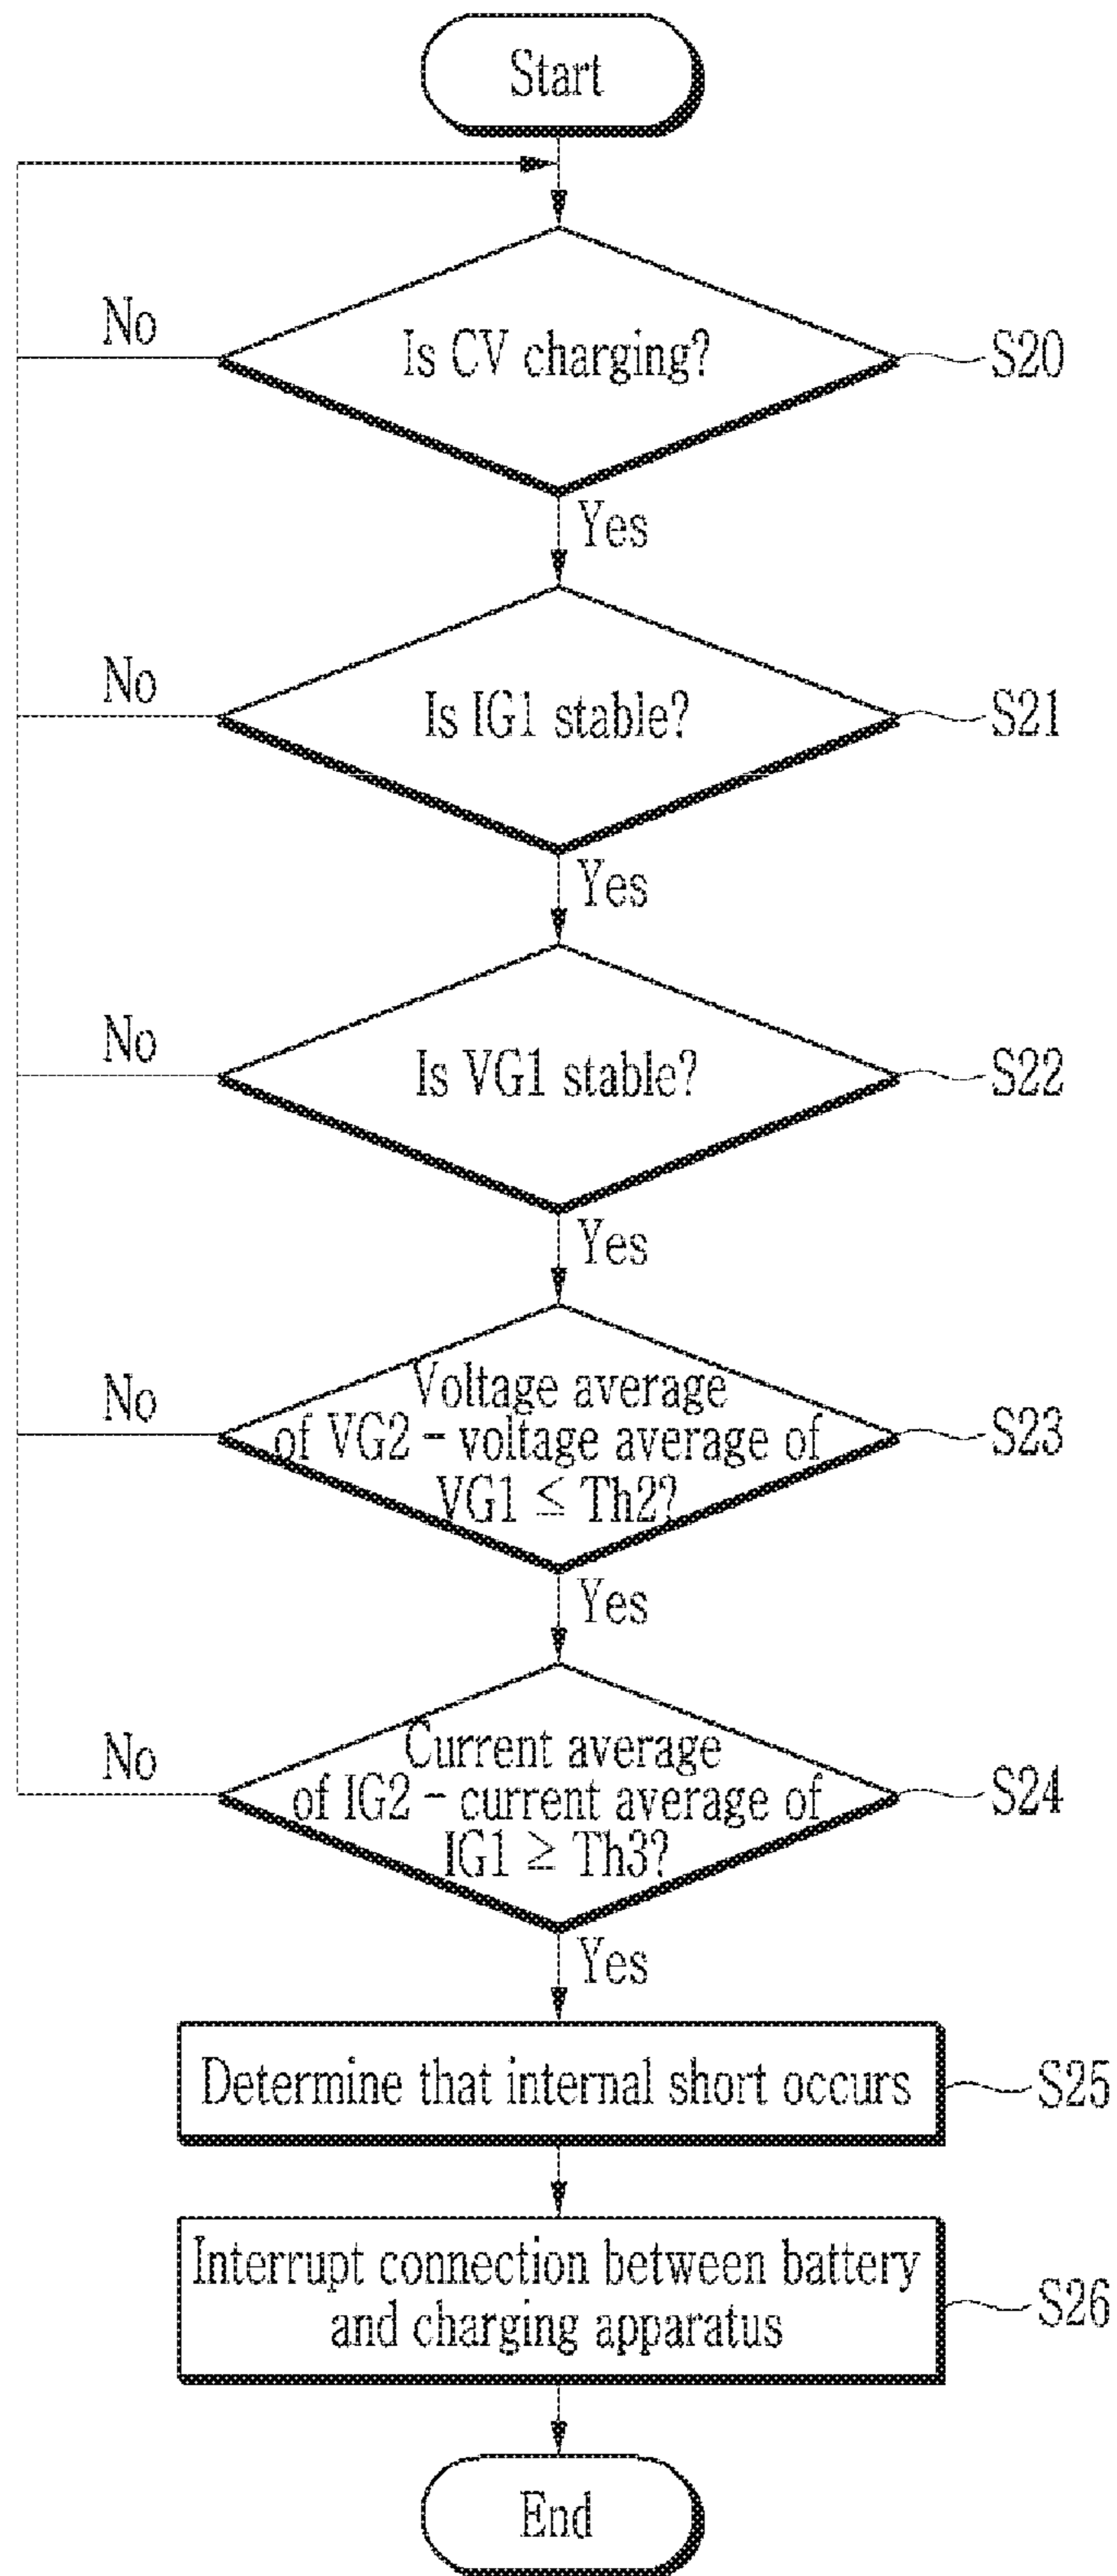 Start
No
Is CV charging?
S20
Yes
No
Is IG1 stable?
S21
Yes
No
Is VG1 stable?
S22
Yes
No
Voltage average
of VG2 - voltage average of
VG1 ≤ Th2?
S23
Yes
No
Current average
of IG2 - current average of
IG1 ≥ Th3?
S24
Yes
Determine that internal short occurs
S25
Interrupt connection between battery
and charging apparatus
S26
End